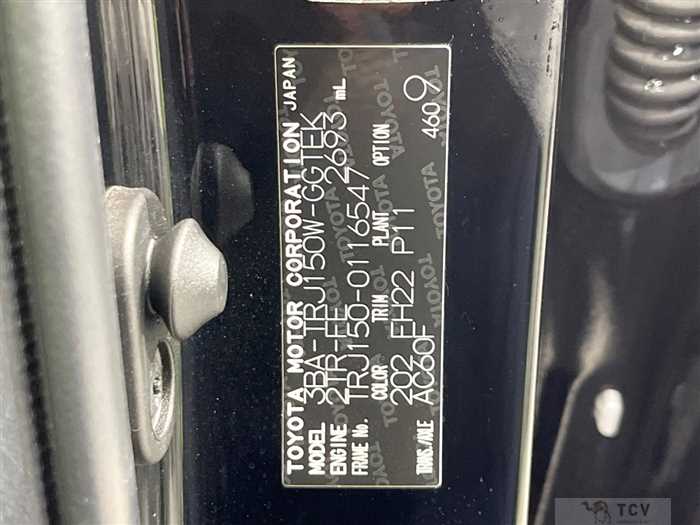 TOYOTA MOTOR CORPORATION JAPAN
MODEL 3BA-TRJ150W-GGTEK
ENGINE 2TR-FE 2693 mL
FRAME No. TRJ150-0116547
COLOR TRIM PLANT OPTION
202 FH22 P11
TRANS./AXLE AC60F 460 9
TCV